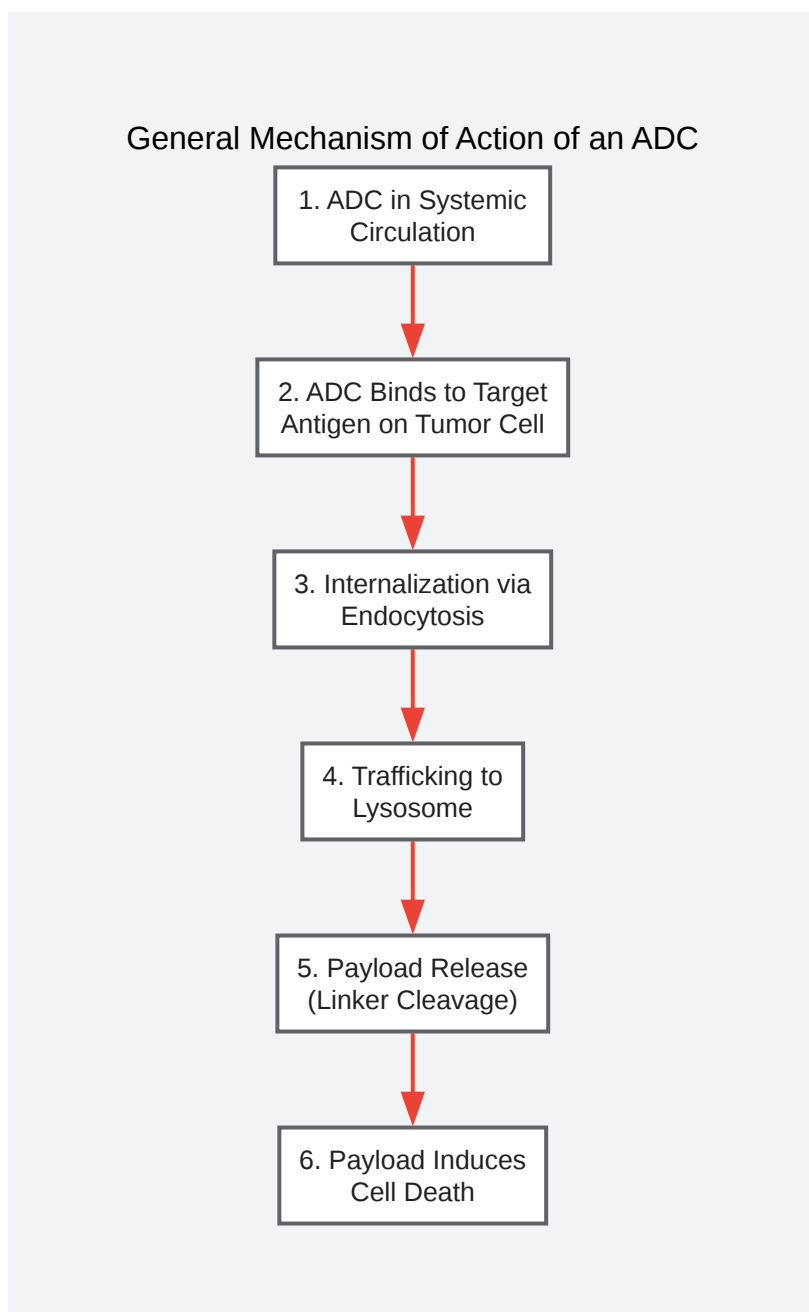 General Mechanism of Action of an ADC
1. ADC in Systemic
Circulation
2. ADC Binds to Target
Antigen on Tumor Cell
3. Internalization via
Endocytosis
4. Trafficking to
Lysosome
5. Payload Release
(Linker Cleavage)
6. Payload Induces
Cell Death